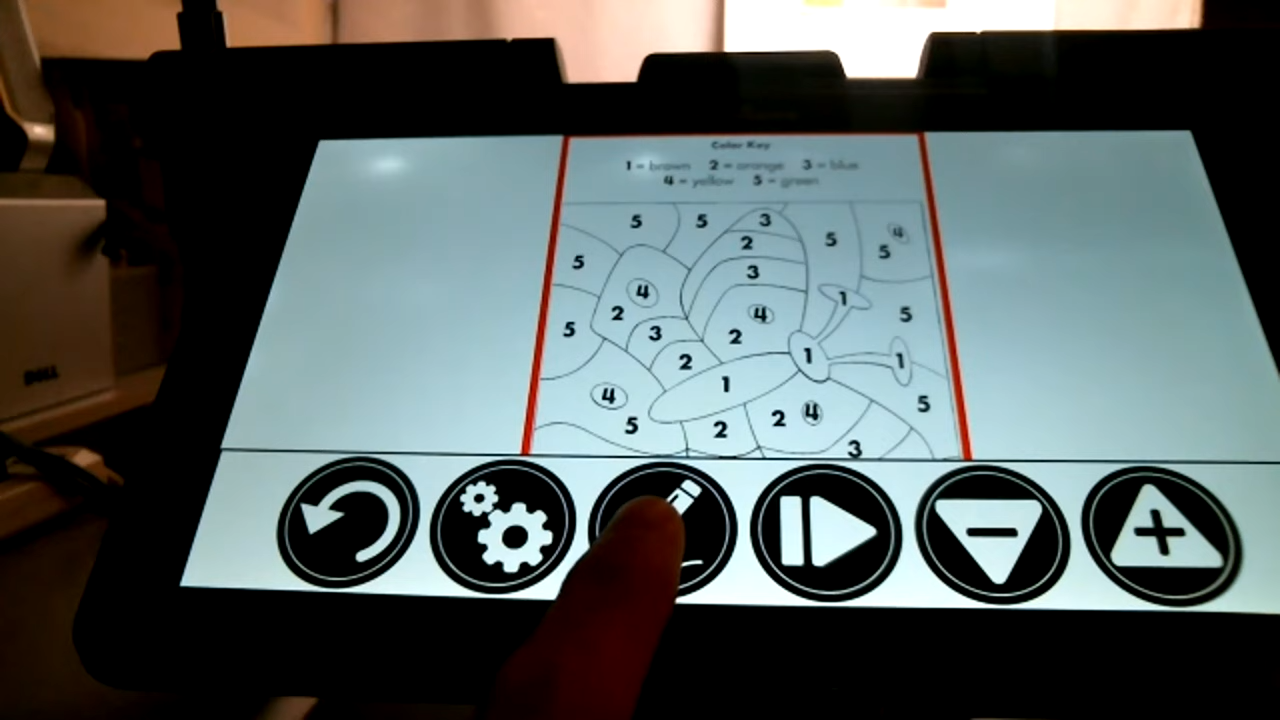 Color Key
1 = brown 2 = orange 3 = blue
4 = yellow 5 = green
5 5 3
2 5 4
5
5 3
4 4 1
2 5
5 3 2
2 1 1
1
4 5
5 2 2 4
3
DELL